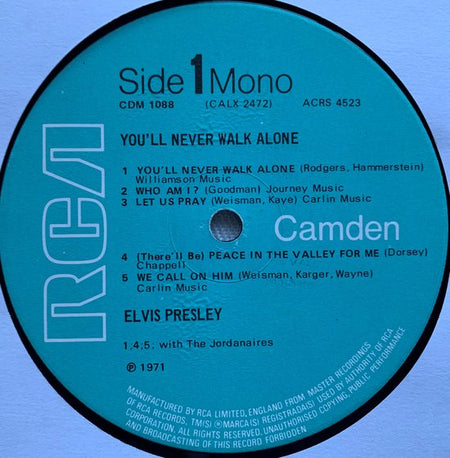 Side 1 Mono
CDM 1088 (CALX 2472) ACRS 4523
YOU'LL NEVER WALK ALONE
1 YOU'LL NEVER WALK ALONE (Rodgers, Hammerstein)
Williamson Music
2 WHO AM I? (Goodman) Journey Music
3 LET US PRAY (Weisman, Kaye) Carlin Music
RCA
Camden
4 (There'll Be) PEACE IN THE VALLEY FOR ME (Dorsey)
Chappell
5 WE CALL ON HIM (Weisman, Karger, Wayne)
Carlin Music
ELVIS PRESLEY
1.4;5. with The Jordanaires
℗ 1971
MANUFACTURED BY RCA LIMITED, ENGLAND FROM MASTER RECORDINGS
OF RCA RECORDS, TM(S) ® MARCA(S) REGISTRADA(S) USED BY AUTHORITY OF RCA
CORPORATION. ALL RIGHTS RESERVED. UNAUTHORISED COPYING, PUBLIC PERFORMANCE
AND BROADCASTING OF THIS RECORD FORBIDDEN